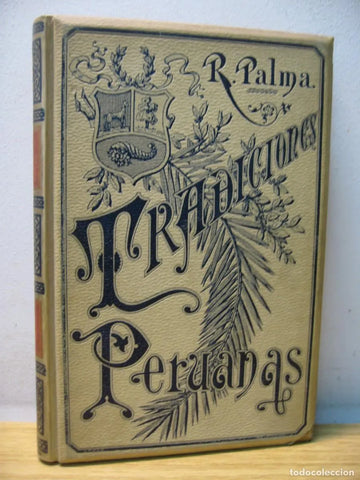 R. Palma.
TRADICIONES
PERUANAS
todocoleccion